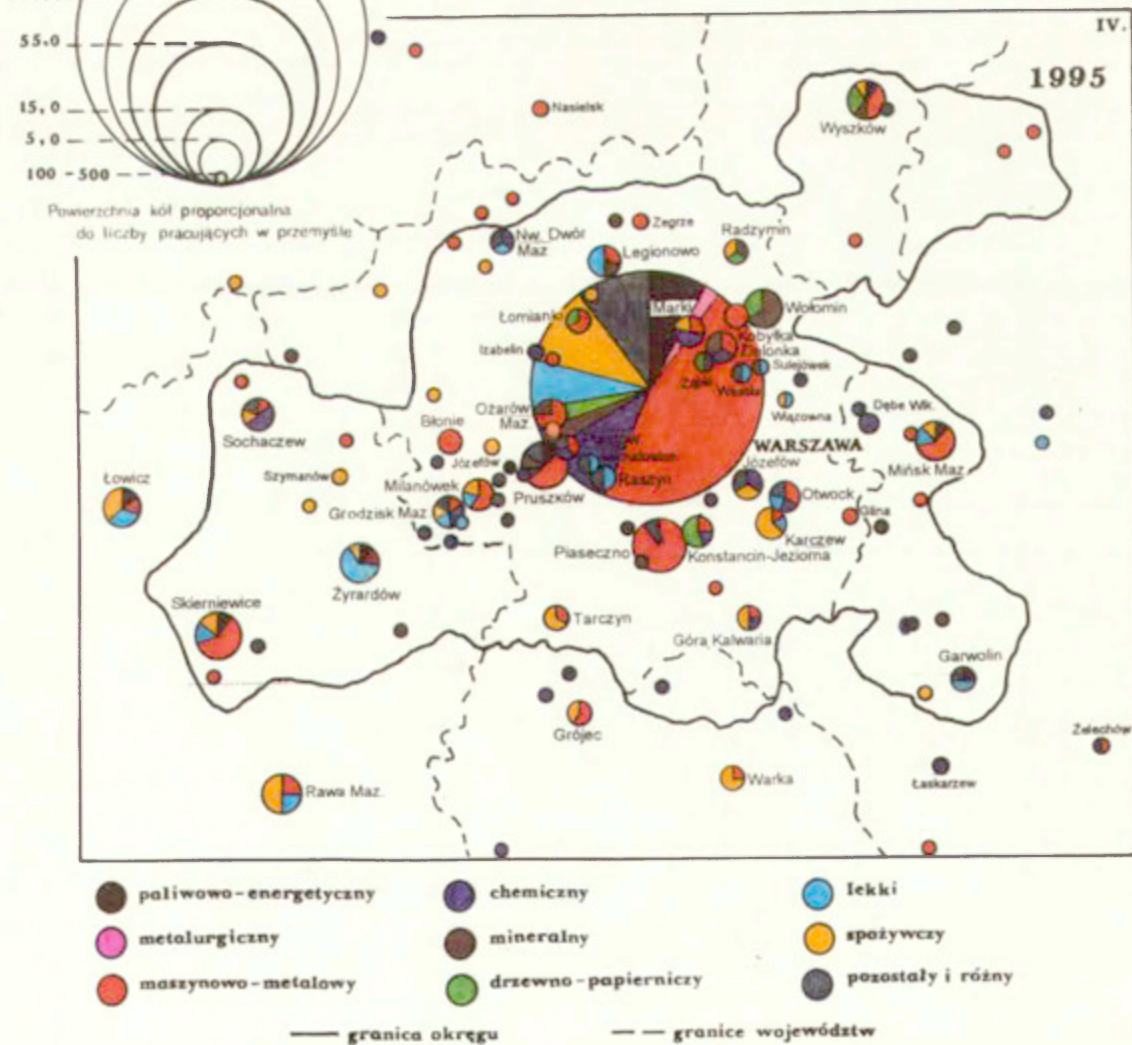 IV.
1995
55,0
15,0
5,0
100 - 500
Powierzchnia kół proporcjonalna
do liczby pracujących w przemyśle
Nasielsk
Wyszków
Zegrze
Radzymin
Nw. Dwór
Maz
Legionowo
Marki
Wołomin
Łomianki
Kobyłka
Zielonka
Izabelin
Ząbki
Sulejówek
Wesoła
Ożarów
Maz.
Wiązowna
Dębe Wlk.
Błonie
Sochaczew
WARSZAWA
Mińsk Maz
Józefów
Józefów
Szymanów
Raszyn
Łowicz
Milanówek
Pruszków
Otwock
Grodzisk Maz
Glina
Karczew
Piaseczno
Konstancin-Jeziorna
Żyrardów
Skierniewice
Tarczyn
Góra Kalwaria
Garwolin
Grójec
Żelechów
Rawa Maz.
Warka
Łaskarzew
paliwowo-energetyczny
chemiczny
lekki
metalurgiczny
mineralny
spożywczy
maszynowo-metalowy
drzewno-papierniczy
pozostały i różny
granica okręgu
granice województw